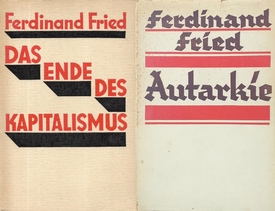 Ferdinand Fried
DAS
ENDE
DES
KAPITALISMUS
Ferdinand
Fried
Autarkie